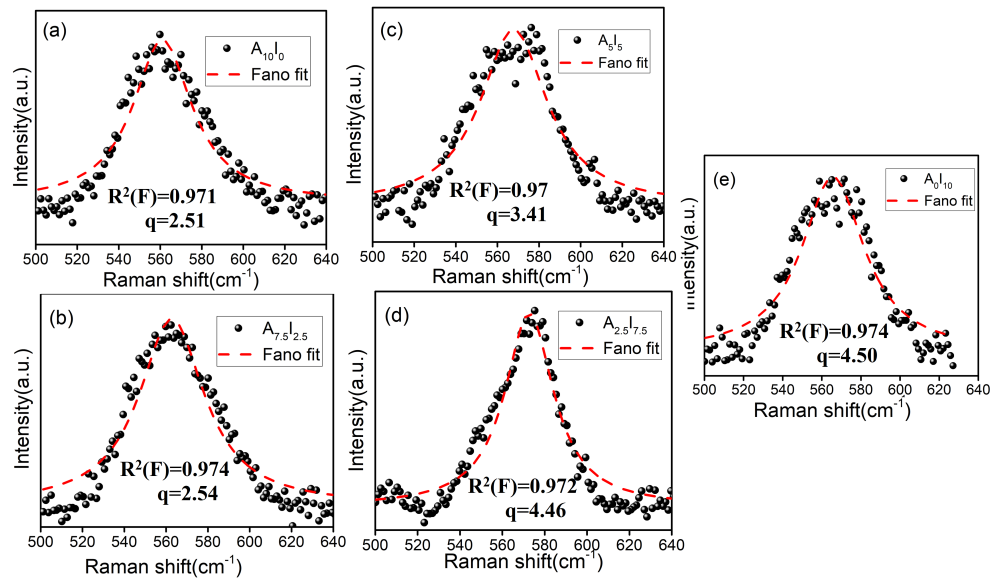 (a)
A10I0
Fano fit
R2(F)=0.971
q=2.51
Intensity(a.u.)
500 520 540 560 580 600 620 640
Raman shift(cm-1)
(b)
A7.5I2.5
Fano fit
R2(F)=0.974
q=2.54
Intensity(a.u.)
500 520 540 560 580 600 620 640
Raman shift(cm-1)
(c)
A5I5
Fano fit
R2(F)=0.97
q=3.41
Intensity(a.u.)
500 520 540 560 580 600 620 640
Raman shift(cm-1)
(d)
A2.5I7.5
Fano fit
R2(F)=0.972
q=4.46
Intensity(a.u.)
500 520 540 560 580 600 620 640
Raman shift(cm-1)
(e)
A0I10
Fano fit
R2(F)=0.974
q=4.50
Intensity(a.u.)
500 520 540 560 580 600 620 640
Raman shift(cm-1)